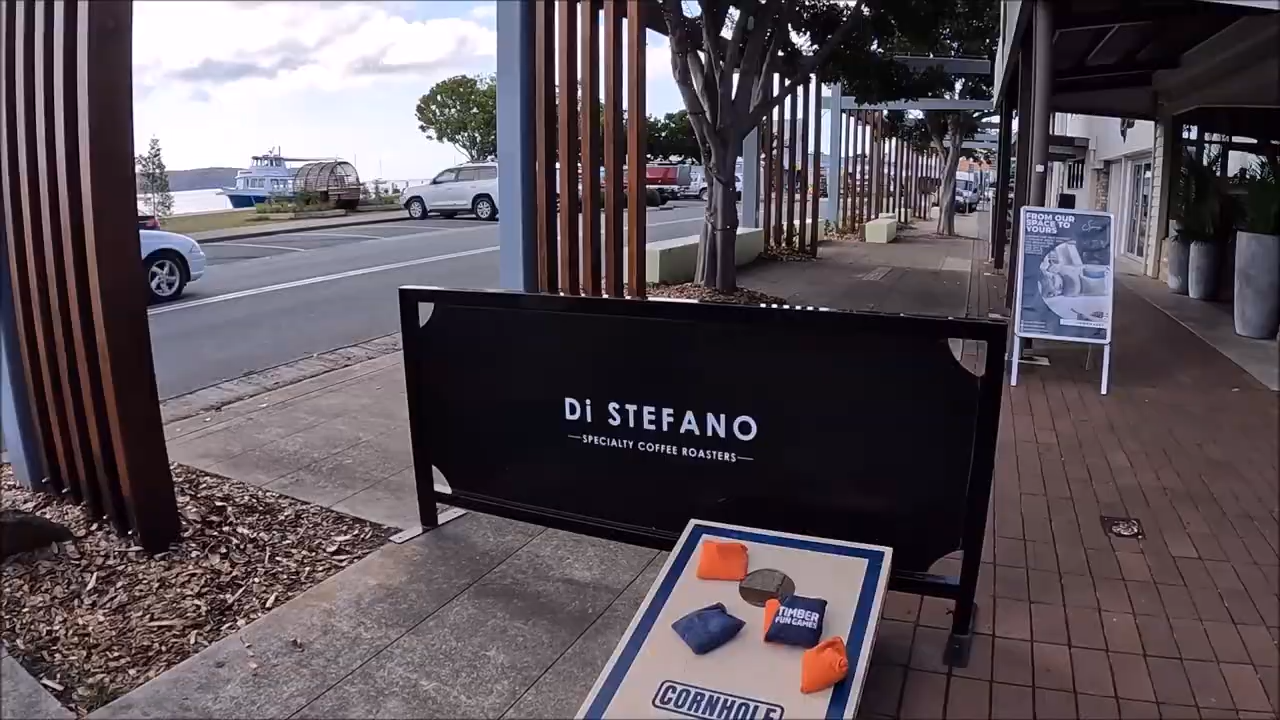 FROM OUR
SPACE TO
YOURS
Di STEFANO
SPECIALTY COFFEE ROASTERS
TIMBER
FUN GAMES
CORNHOLE